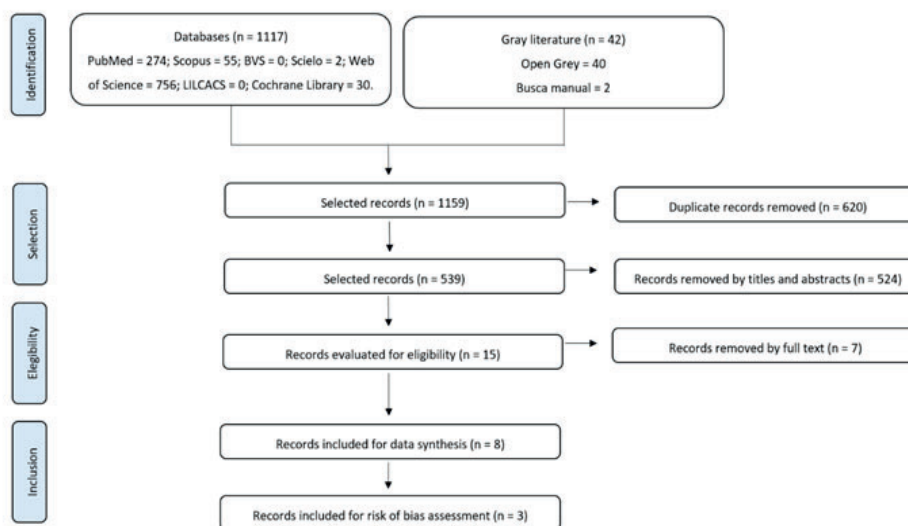 Identification
Databases (n = 1117)
PubMed = 274; Scopus = 55; BVS = 0; Scielo = 2; Web
of Science = 756; LILCACS = 0; Cochrane Library = 30.
Gray literature (n = 42)
Open Grey = 40
Busca manual = 2
Selection
Selected records (n = 1159)
Duplicate records removed (n = 620)
Selected records (n = 539)
Records removed by titles and abstracts (n = 524)
Elegibility
Records evaluated for eligibility (n = 15)
Records removed by full text (n = 7)
Inclusion
Records included for data synthesis (n = 8)
Records included for risk of bias assessment (n = 3)